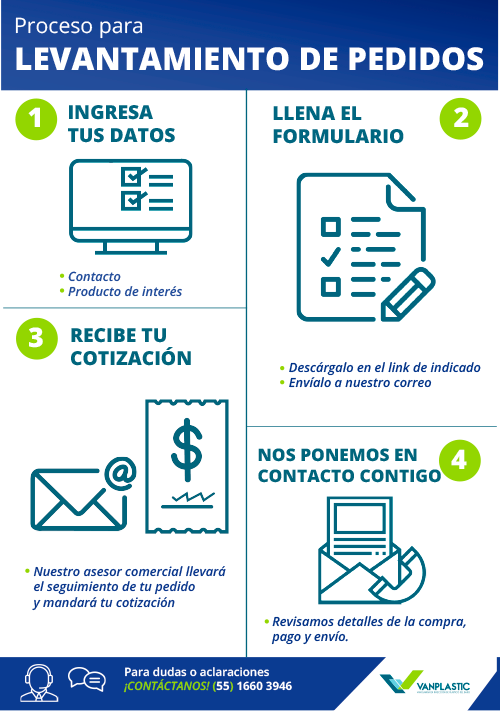 Proceso para
LEVANTAMIENTO DE PEDIDOS
1
INGRESA
TUS DATOS
• Contacto
• Producto de interés
2
LLENA EL
FORMULARIO
• Descárgalo en el link de indicado
• Envíalo a nuestro correo
3
RECIBE TU
COTIZACIÓN
@
$
• Nuestro asesor comercial llevará
el seguimiento de tu pedido
y mandará tu cotización
4
NOS PONEMOS EN
CONTACTO CONTIGO
• Revisamos detalles de la compra,
pago y envío.
Para dudas o aclaraciones
¡CONTÁCTANOS! (55) 1660 3946
VANPLASTIC